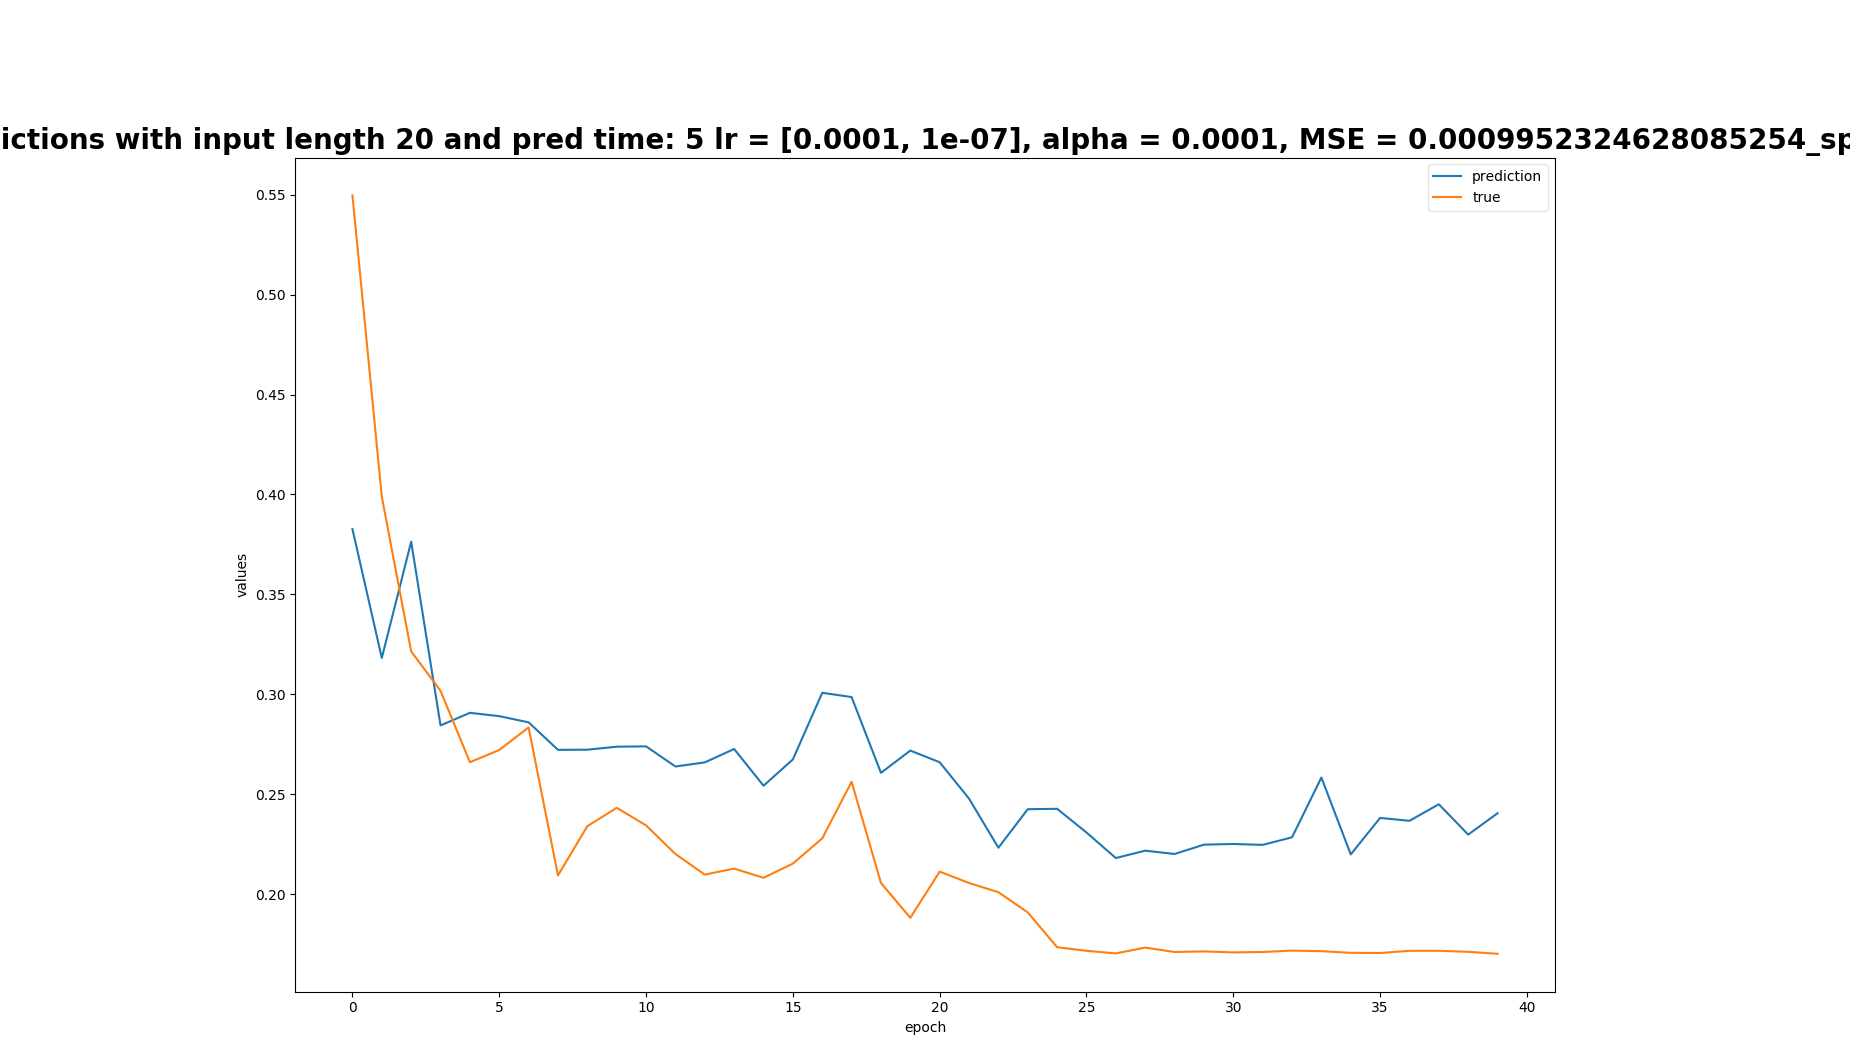 ictions with input length 20 and pred time: 5 lr = [0.0001, 1e-07], alpha = 0.0001, MSE = 0.0009952324628085254_sp
prediction
true
0.55
0.50
0.45
0.40
0.35
0.30
0.25
0.20
values
0 5 10 15 20 25 30 35 40
epoch